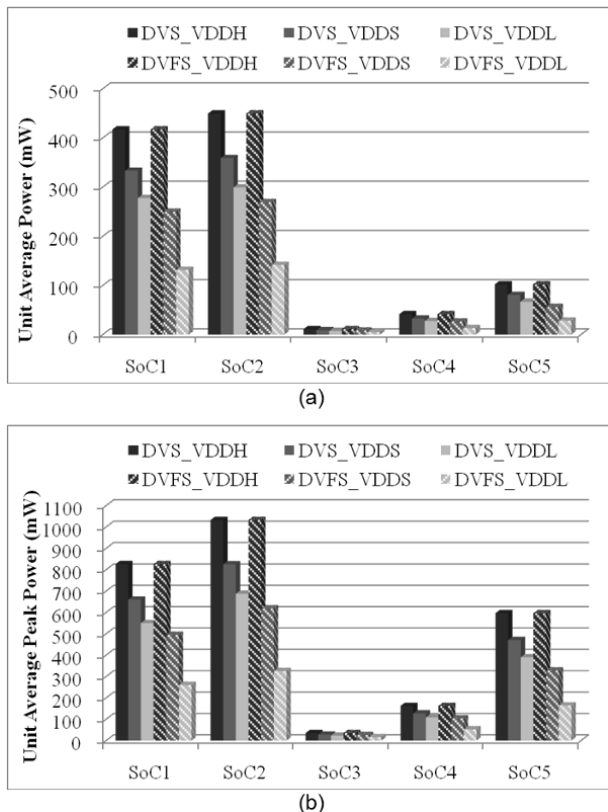 DVS_VDDH DVS_VDDS DVS_VDDL
DVFS_VDDH DVFS_VDDS DVFS_VDDL
Unit Average Power (mW)
500
400
300
200
100
0
SoC1 SoC2 SoC3 SoC4 SoC5
(a)
DVS_VDDH DVS_VDDS DVS_VDDL
DVFS_VDDH DVFS_VDDS DVFS_VDDL
Unit Average Peak Power (mW)
1100
1000
900
800
700
600
500
400
300
200
100
0
SoC1 SoC2 SoC3 SoC4 SoC5
(b)